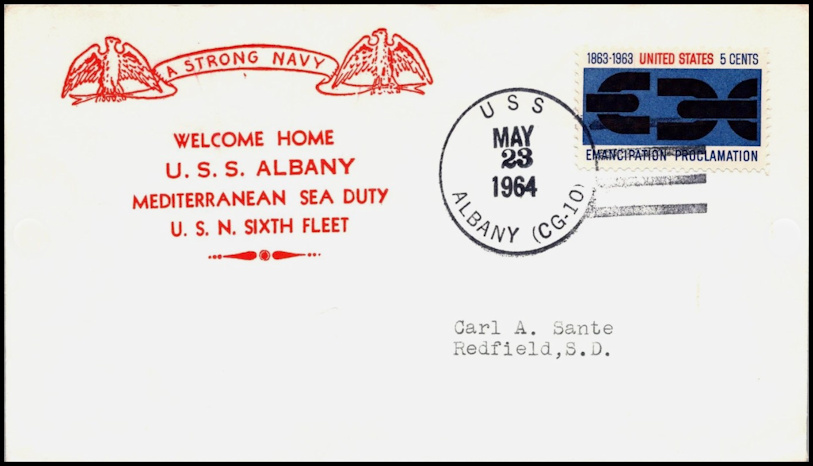 A STRONG NAVY
WELCOME HOME
U. S. S. ALBANY
MEDITERRANEAN SEA DUTY
U. S. N. SIXTH FLEET
USS
MAY
23
1964
ALBANY (CG-10)
1863-1963 UNITED STATES 5 CENTS
EMANCIPATION PROCLAMATION
Carl A. Sante
Redfield,S.D.